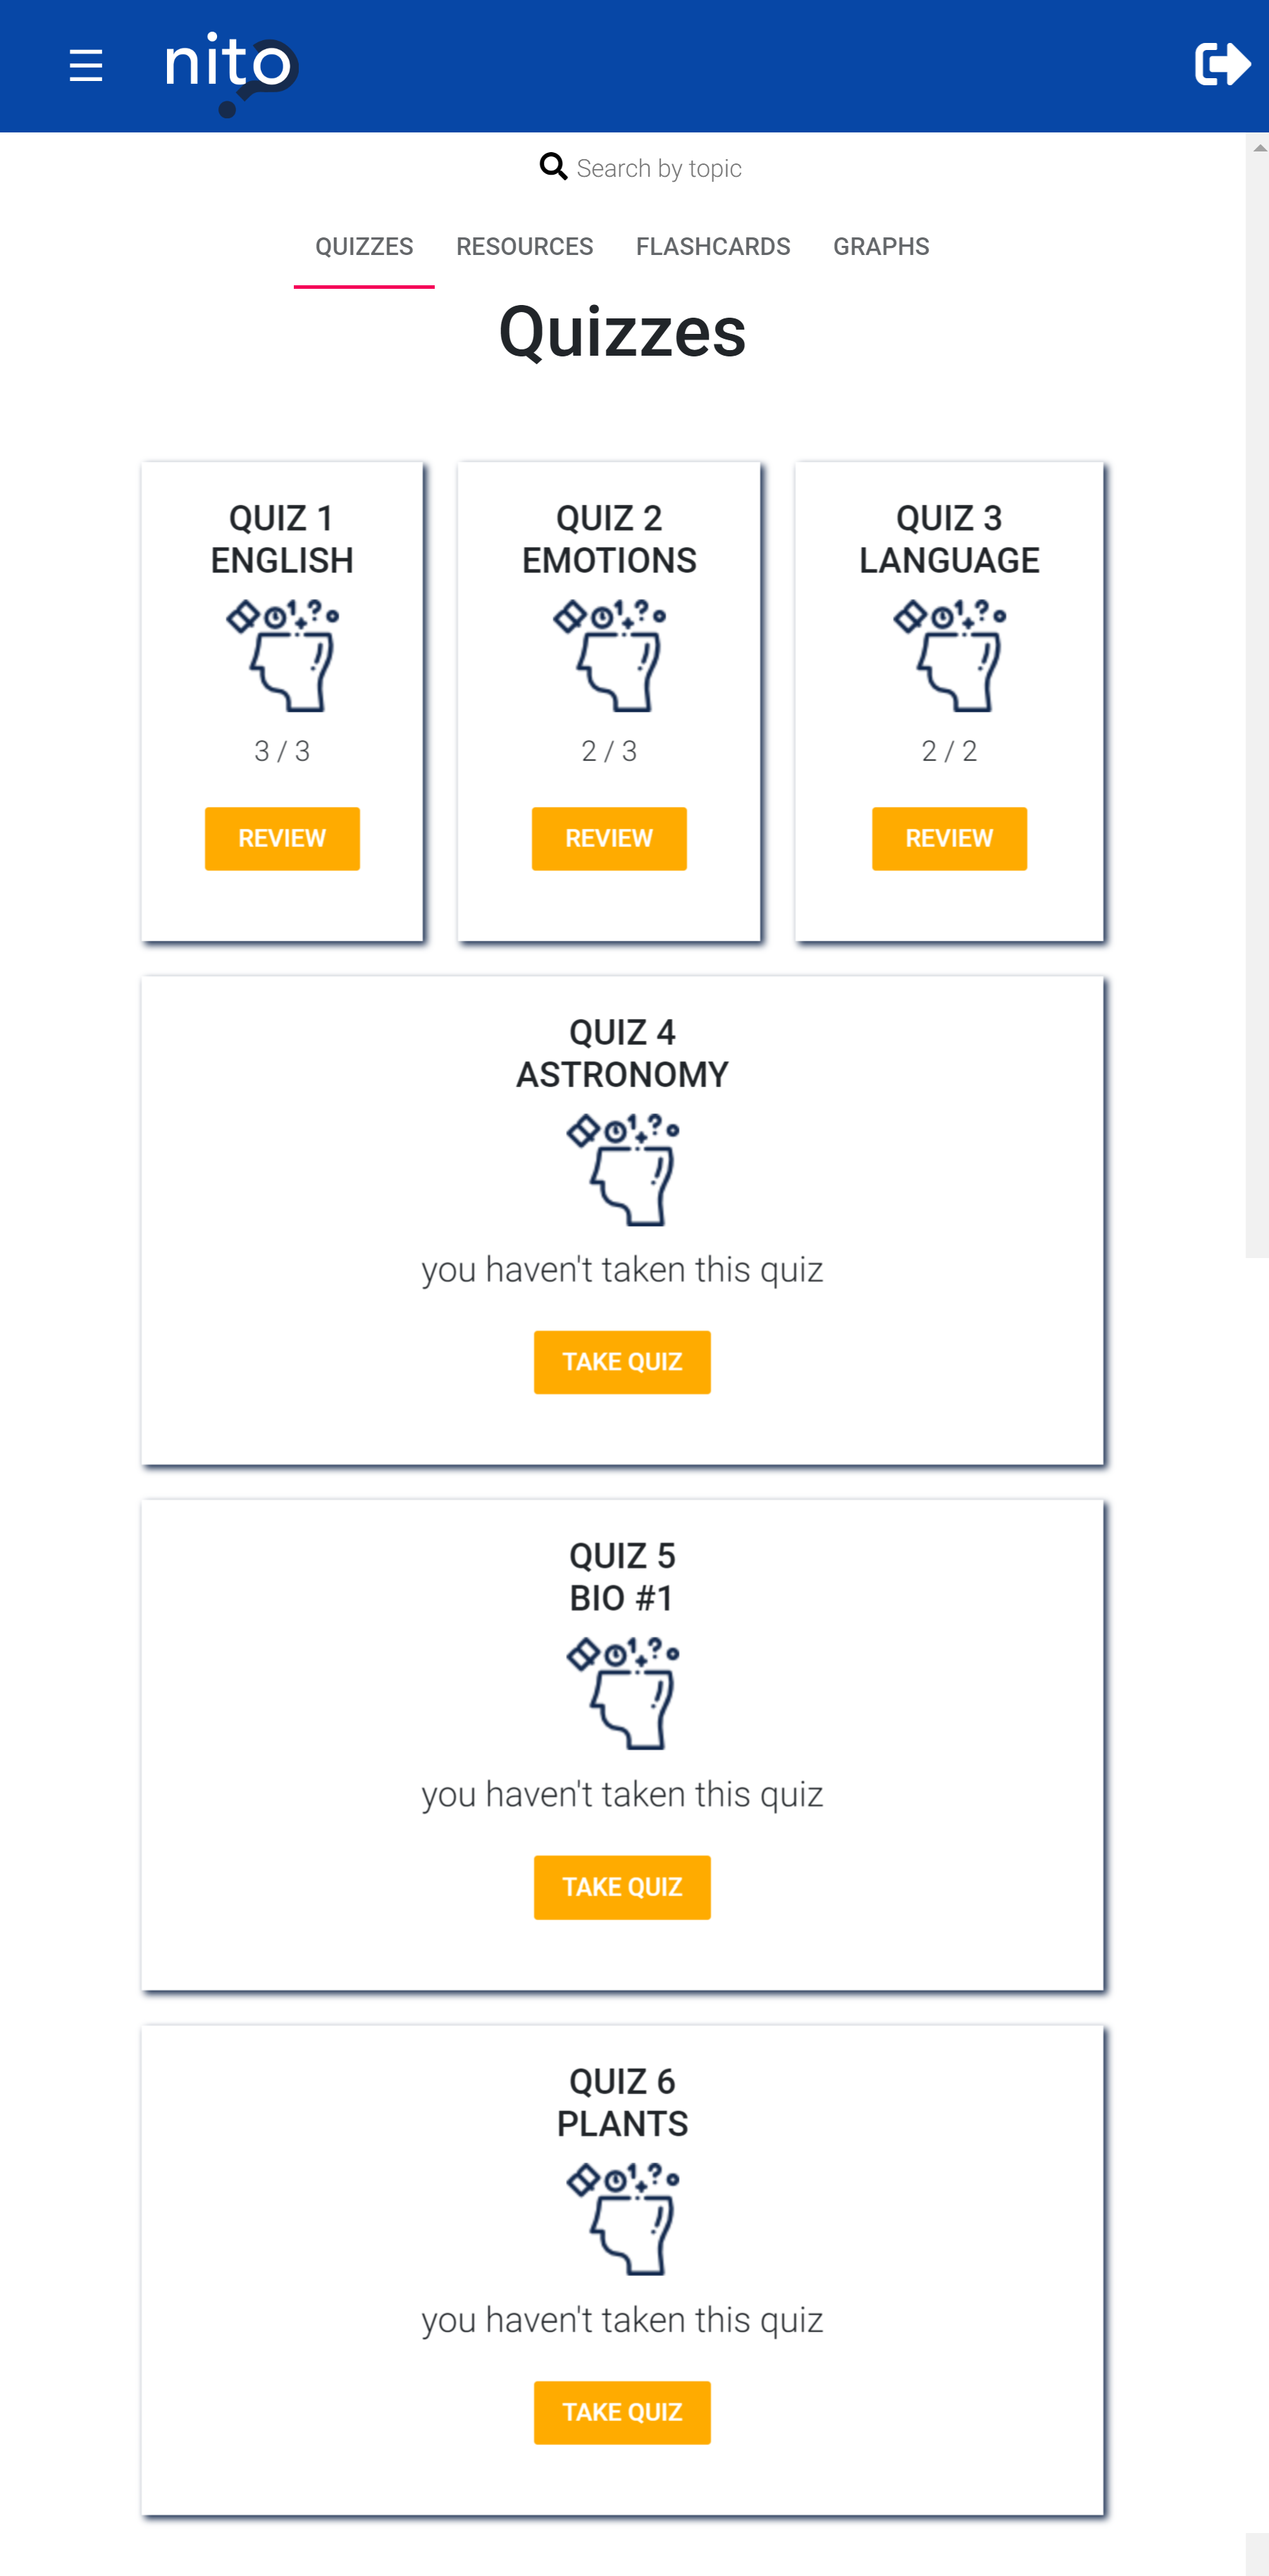 nito
Search by topic
QUIZZES RESOURCES FLASHCARDS GRAPHS
Quizzes
QUIZ 1
ENGLISH
3 / 3
REVIEW
QUIZ 2
EMOTIONS
2 / 3
REVIEW
QUIZ 3
LANGUAGE
2 / 2
REVIEW
QUIZ 4
ASTRONOMY
you haven't taken this quiz
TAKE QUIZ
QUIZ 5
BIO #1
you haven't taken this quiz
TAKE QUIZ
QUIZ 6
PLANTS
you haven't taken this quiz
TAKE QUIZ